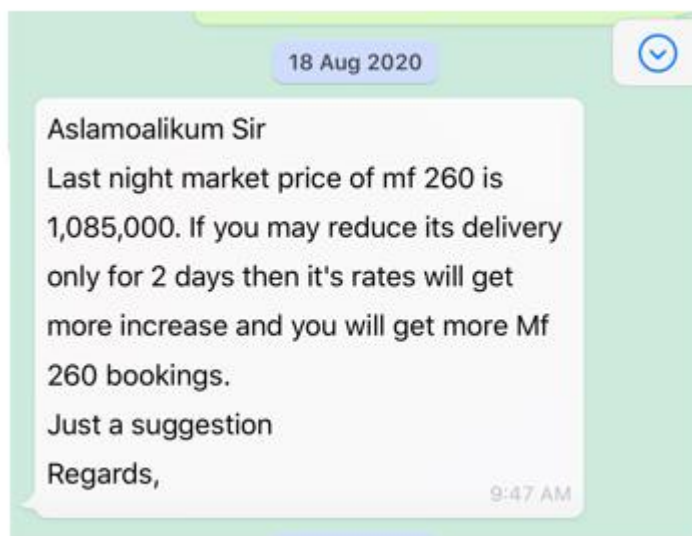 18 Aug 2020
Aslamoalikum Sir
Last night market price of mf 260 is
1,085,000. If you may reduce its delivery
only for 2 days then it's rates will get
more increase and you will get more Mf
260 bookings.
Just a suggestion
Regards,
9:47 AM